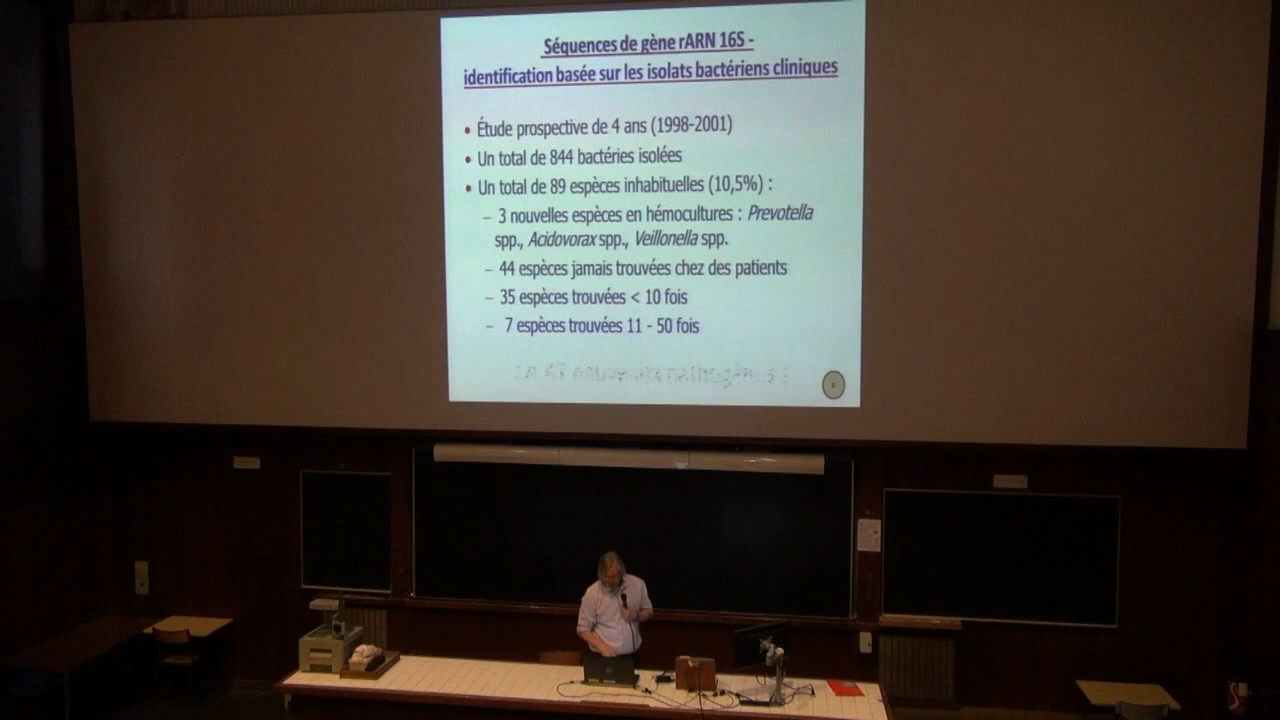 Séquences de gène rARN 16S -
identification basée sur les isolats bactériens cliniques
• Étude prospective de 4 ans (1998-2001)
• Un total de 844 bactéries isolées
• Un total de 89 espèces inhabituelles (10,5%) :
– 3 nouvelles espèces en hémocultures : Prevotella
spp., Acidovorax spp., Veillonella spp.
– 44 espèces jamais trouvées chez des patients
– 35 espèces trouvées < 10 fois
– 7 espèces trouvées 11 - 50 fois
47 nouveaux pathogènes !